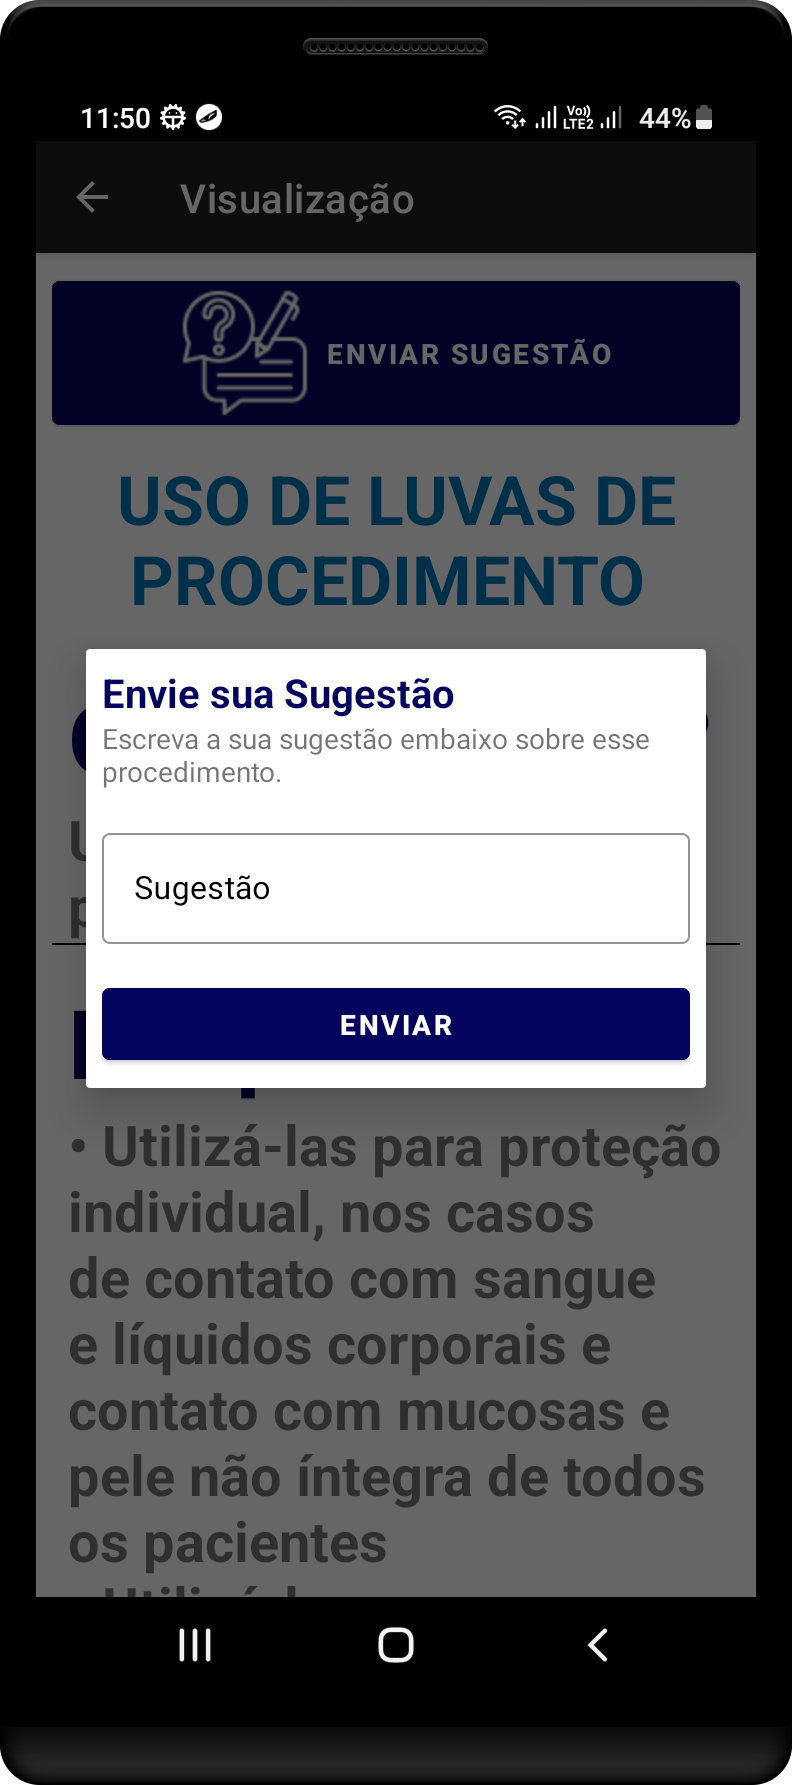 11:50
Vo)) LTE2
44%
Visualização
ENVIAR SUGESTÃO
USO DE LUVAS DE
PROCEDIMENTO
Envie sua Sugestão
Escreva a sua sugestão embaixo sobre esse
procedimento.
Sugestão
ENVIAR
• Utilizá-las para proteção
individual, nos casos
de contato com sangue
e líquidos corporais e
contato com mucosas e
pele não íntegra de todos
os pacientes